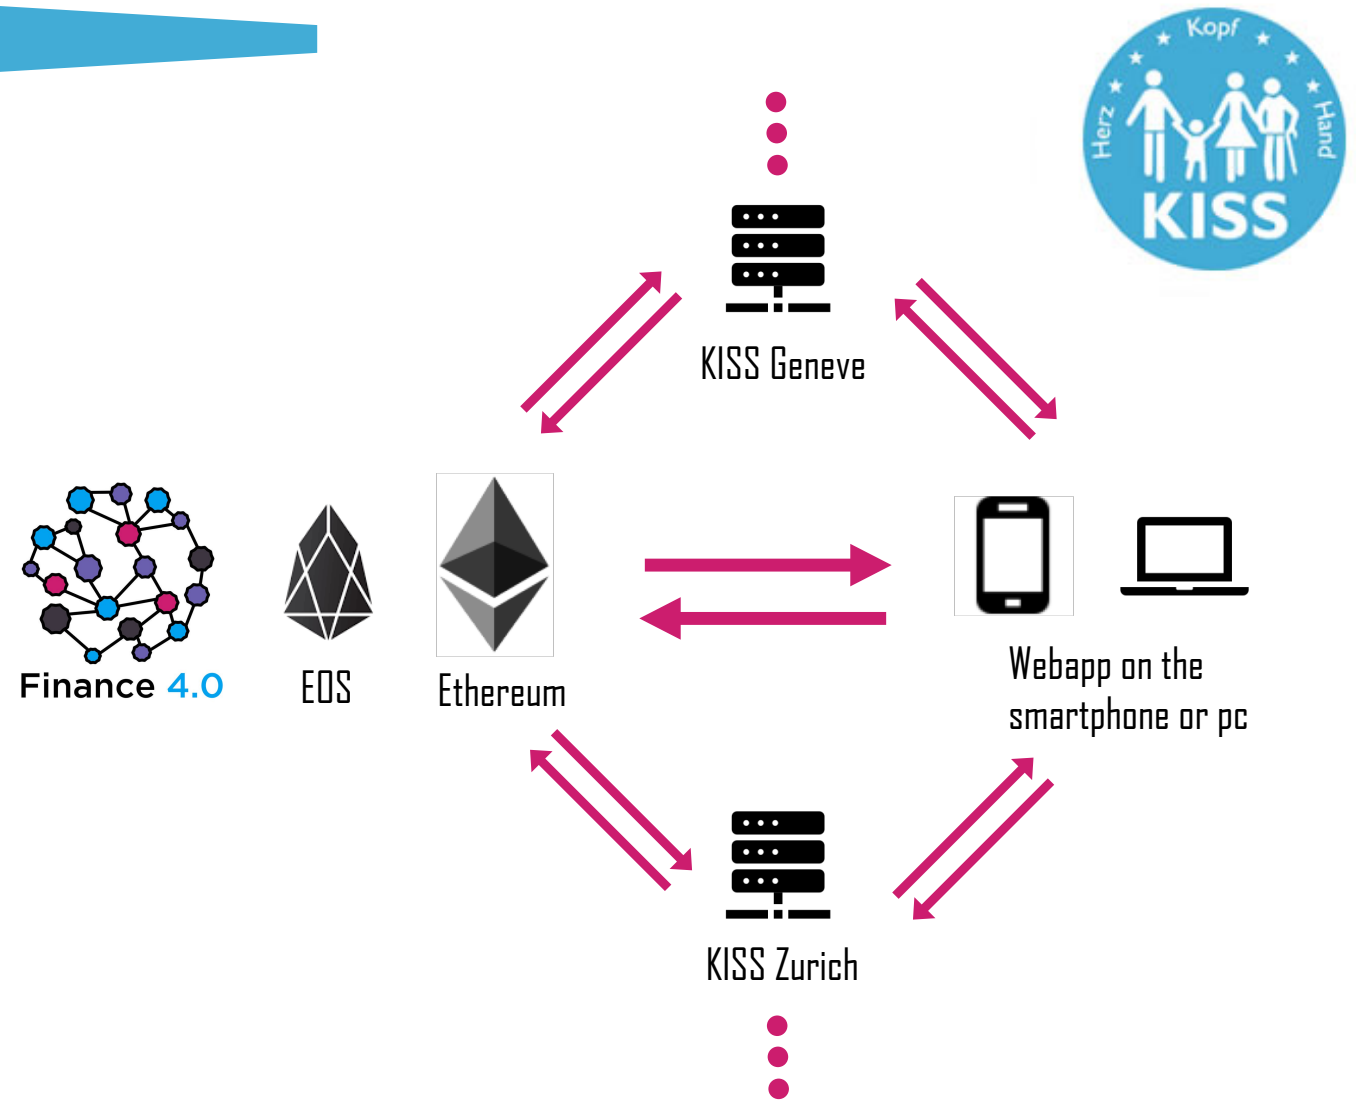 Kopf
Herz
Hand
KISS
KISS Geneve
Finance 4.0
EOS
Ethereum
Webapp on the
smartphone or pc
KISS Zurich